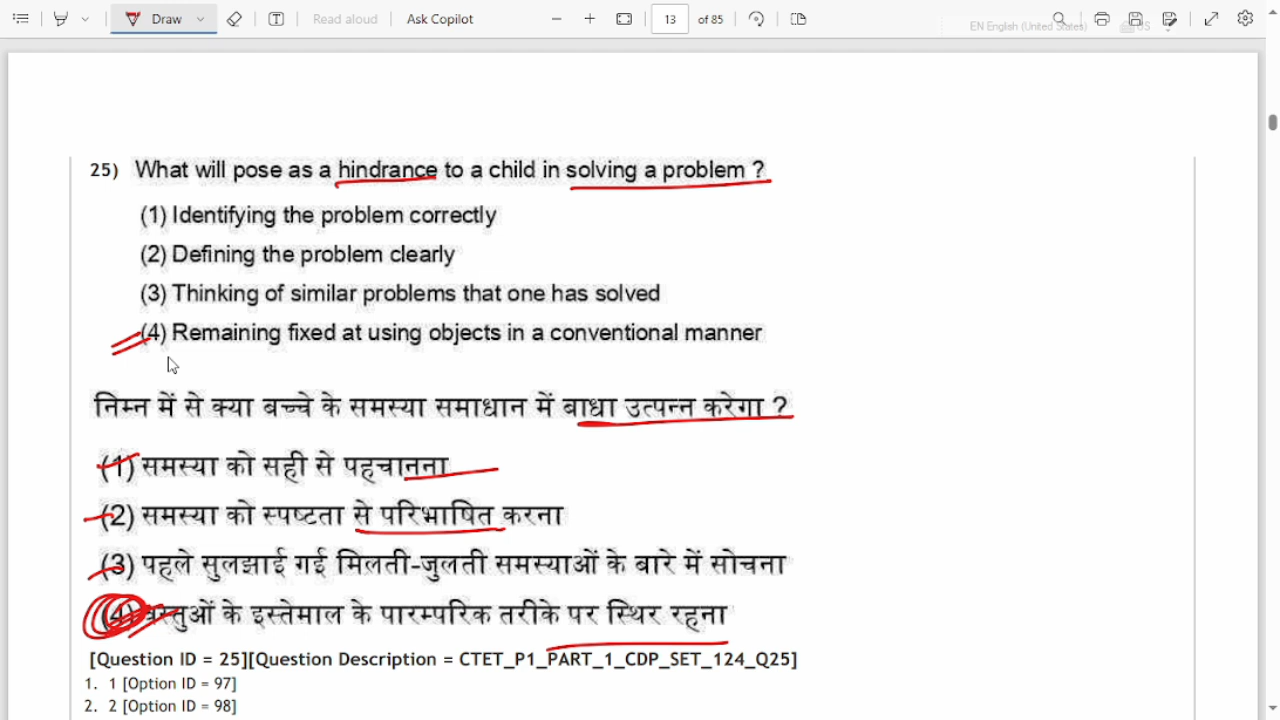 Draw
Read aloud
Ask Copilot
13
of 85
EN English (United States)
US
25) What will pose as a hindrance to a child in solving a problem ?
(1) Identifying the problem correctly
(2) Defining the problem clearly
(3) Thinking of similar problems that one has solved
(4) Remaining fixed at using objects in a conventional manner
निम्न में से क्या बच्चे के समस्या समाधान में बाधा उत्पन्न करेगा ?
(1) समस्या को सही से पहचानना
(2) समस्या को स्पष्टता से परिभाषित करना
(3) पहले सुलझाई गई मिलती-जुलती समस्याओं के बारे में सोचना
(4) वस्तुओं के इस्तेमाल के पारम्परिक तरीके पर स्थिर रहना
[Question ID = 25][Question Description = CTET_P1_PART_1_CDP_SET_124_Q25]
1. 1 [Option ID = 97]
2. 2 [Option ID = 98]